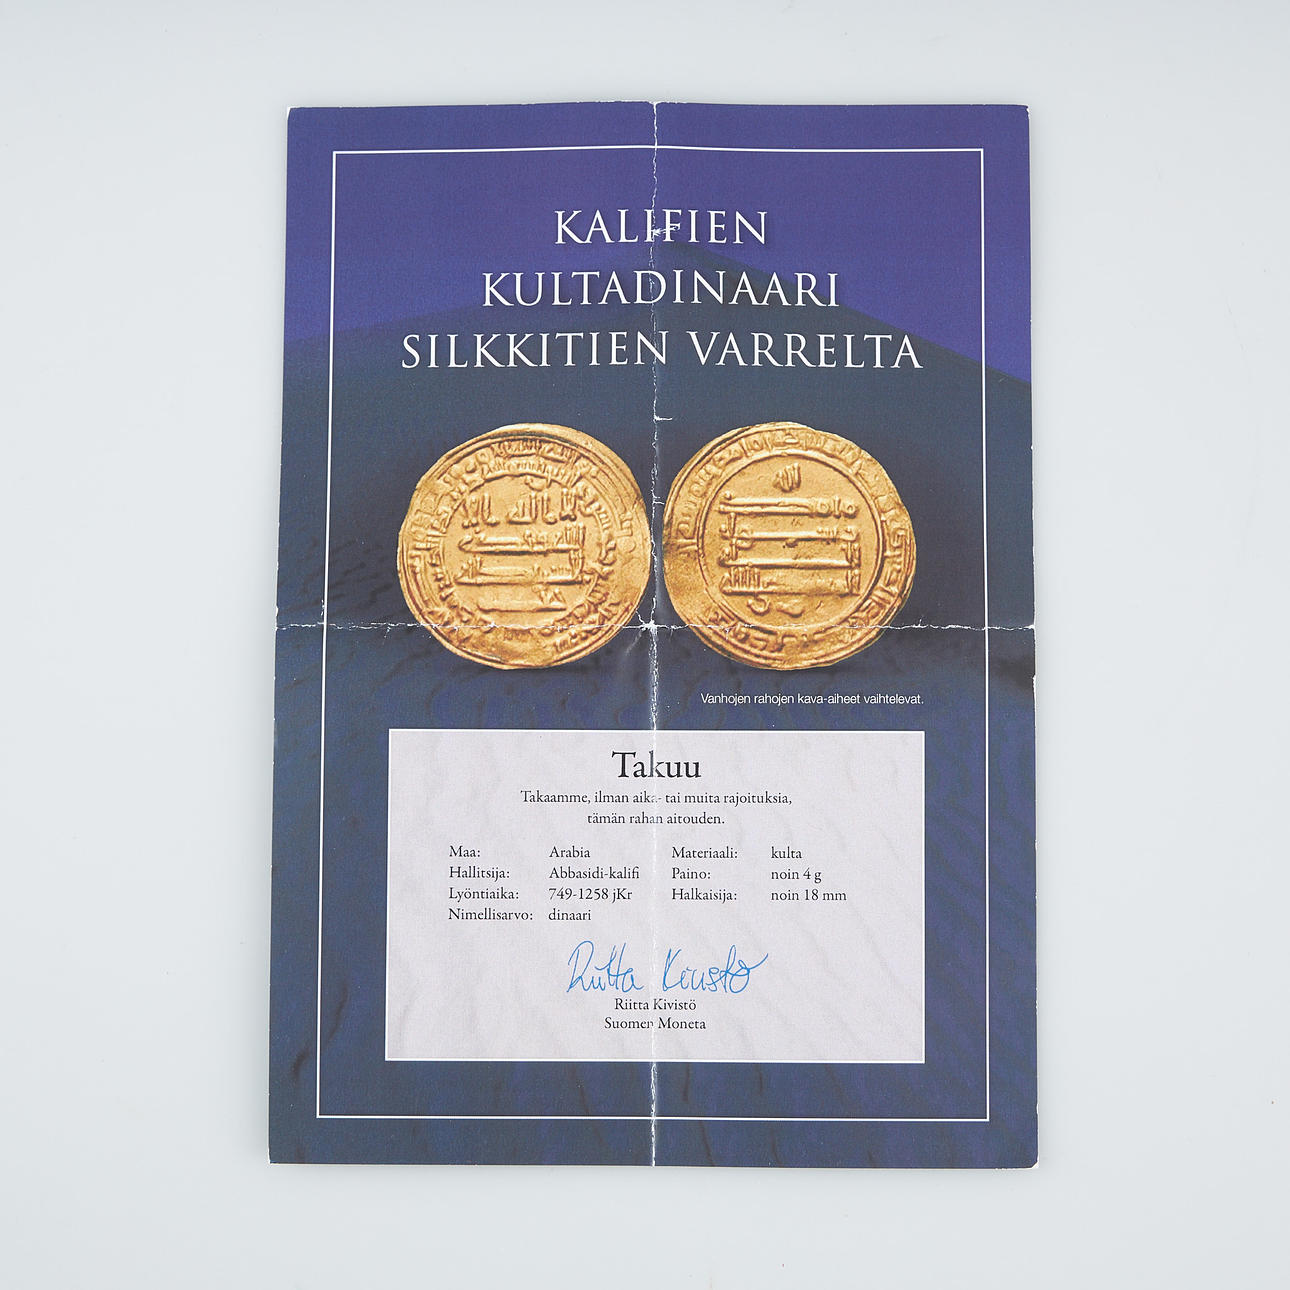 KALIFIEN
KULTADINAARI
SILKKITIEN VARRELTA
Vanhojen rahojen kuva-aiheet vaihtelevat.
Takuu
Takaamme, ilman aika- tai muita rajoituksia,
tämän rahan aitouden.
Maa: Arabia Materiaali: kulta
Hallitsija: Abbasidi-kalifi Paino: noin 4 g
Lyöntiaika: 749-1258 jKr Halkaisija: noin 18 mm
Nimellisarvo: dinaari
Riitta Kivistö
Riitta Kivistö
Suomen Moneta